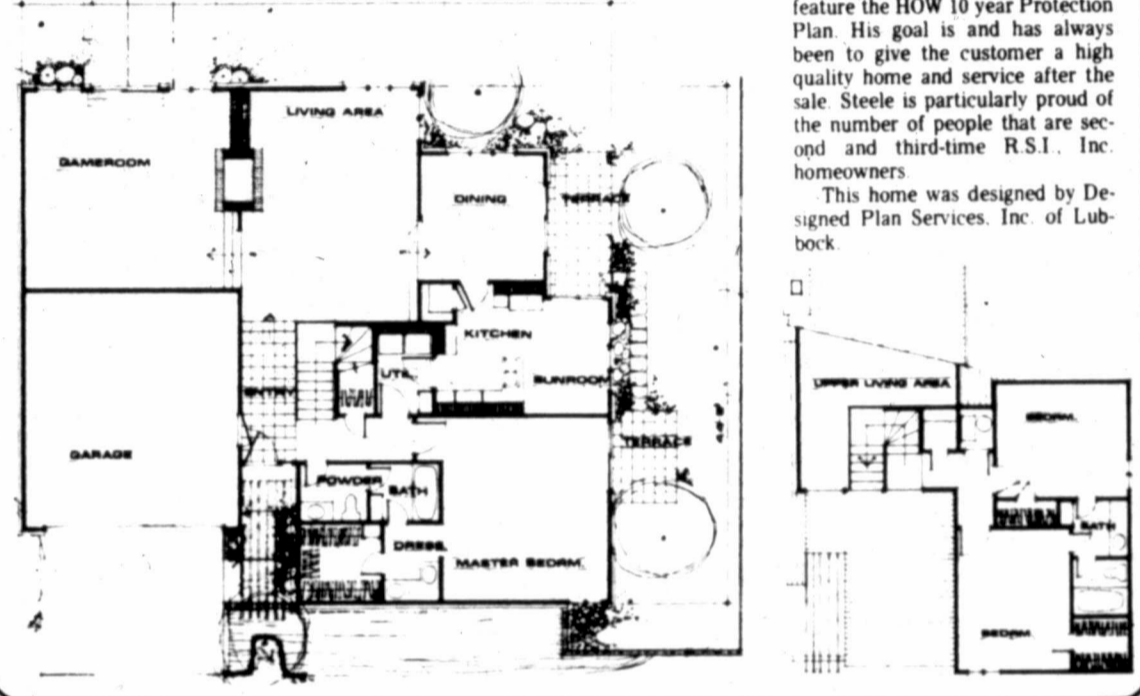 feature the HOW 10 year Protection
Plan. His goal is and has always
been to give the customer a high
quality home and service after the
sale. Steele is particularly proud of
the number of people that are sec-
ond and third-time R.S.I., Inc.
homeowners.
This home was designed by De-
signed Plan Services, Inc. of Lub-
bock.
LIVING AREA
GAMEROOM
DINING
TERRACE
KITCHEN
UTIL.
SUNROOM
ENTRY
TERRACE
GARAGE
POWDER
BATH
DRESS.
MASTER BEDRM.
UPPER LIVING AREA
BEDRM.
BATH
BEDRM.